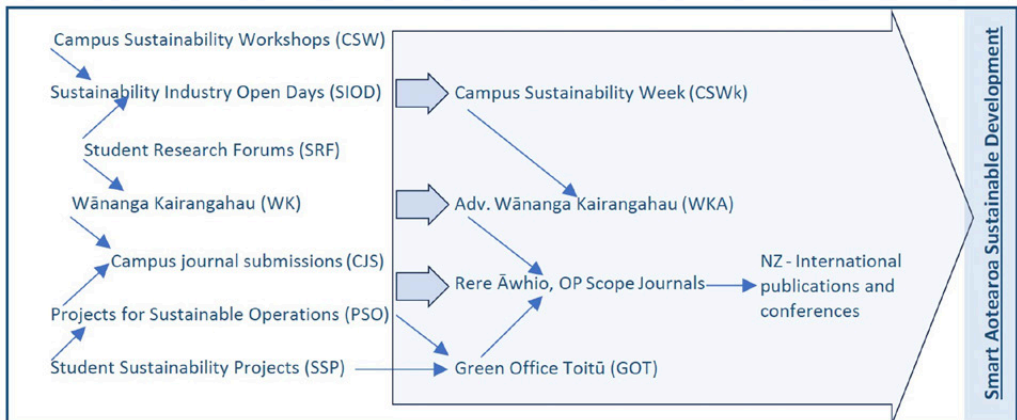 Campus Sustainability Workshops (CSW)
Sustainability Industry Open Days (SIOD)
Campus Sustainability Week (CSWk)
Student Research Forums (SRF)
Wānanga Kairangahau (WK)
Adv. Wānanga Kairangahau (WKA)
Campus journal submissions (CJS)
Rere Āwhio, OP Scope Journals
NZ - International
publications and
conferences
Projects for Sustainable Operations (PSO)
Student Sustainability Projects (SSP)
Green Office Toitū (GOT)
Smart Aotearoa Sustainable Development